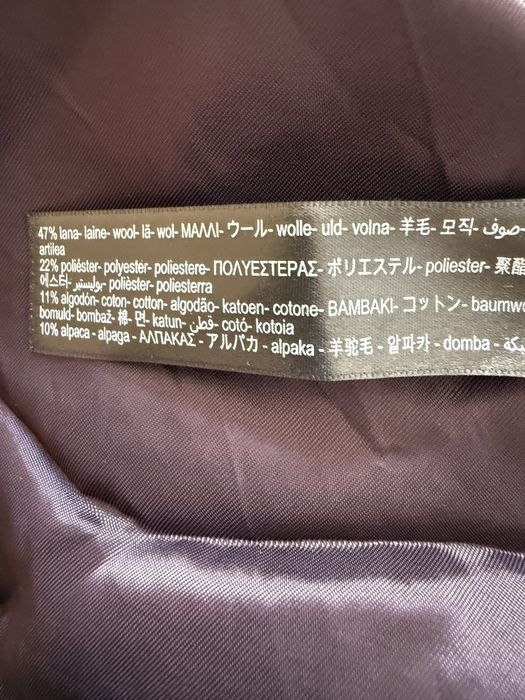 47% lana- laine- wool- lã- wol- ΜΑΛΛΙ- ウール- wolle- uld- volna- 羊毛- 모직- صوف-
artilea
22% poliéster- polyester- poliestere- ΠΟΛΥΕΣΤΕΡΑΣ- ポリエステル- poliester- 聚酯
에스터- بوليستير- polièster- poliesterra
11% algodón- coton- cotton- algodão- katoen- cotone- ΒΑΜΒΑΚΙ- コットン- baumwo
bomuld- bombaž- 棉- 면- katun- قطن- cotó- kotoia
10% alpaca - alpaga - ΑΛΠΑΚΑΣ - アルパカ - alpaka - 羊驼毛 - 알파카 - domba -